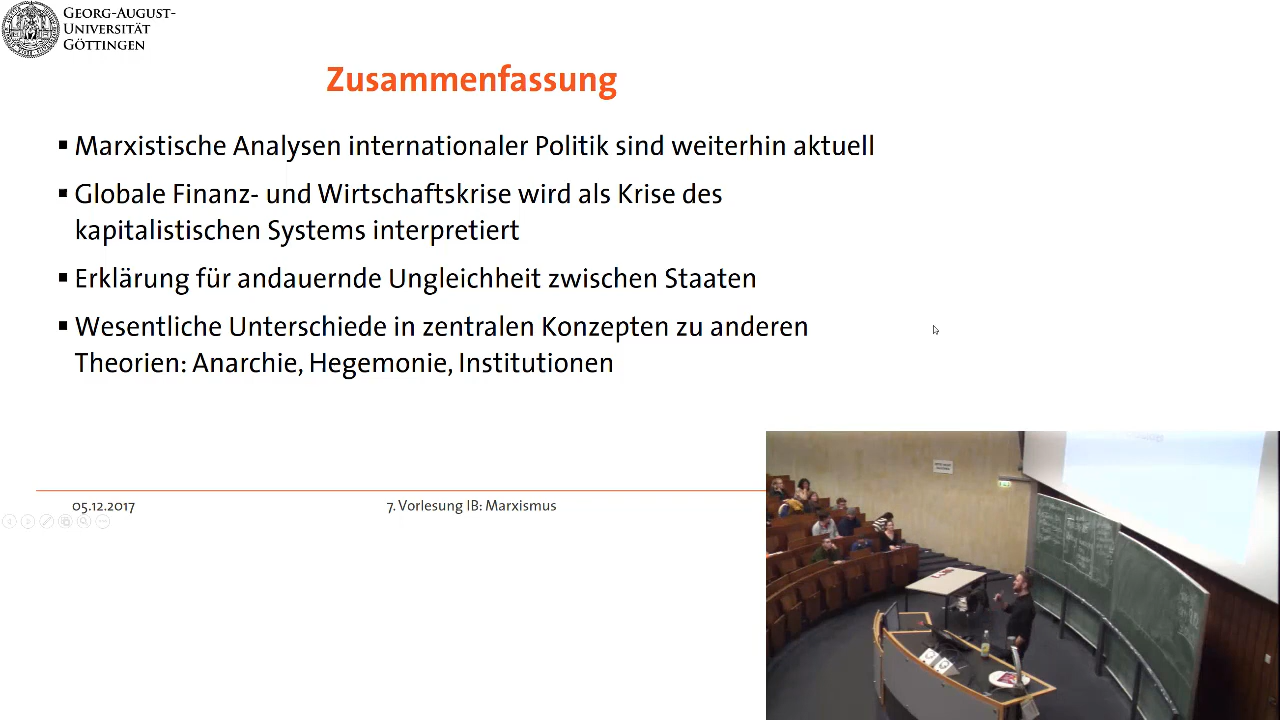 GEORG-AUGUST-
UNIVERSITÄT
GÖTTINGEN
Zusammenfassung
▪ Marxistische Analysen internationaler Politik sind weiterhin aktuell
▪ Globale Finanz- und Wirtschaftskrise wird als Krise des
kapitalistischen Systems interpretiert
▪ Erklärung für andauernde Ungleichheit zwischen Staaten
▪ Wesentliche Unterschiede in zentralen Konzepten zu anderen
Theorien: Anarchie, Hegemonie, Institutionen
05.12.2017
7. Vorlesung IB: Marxismus